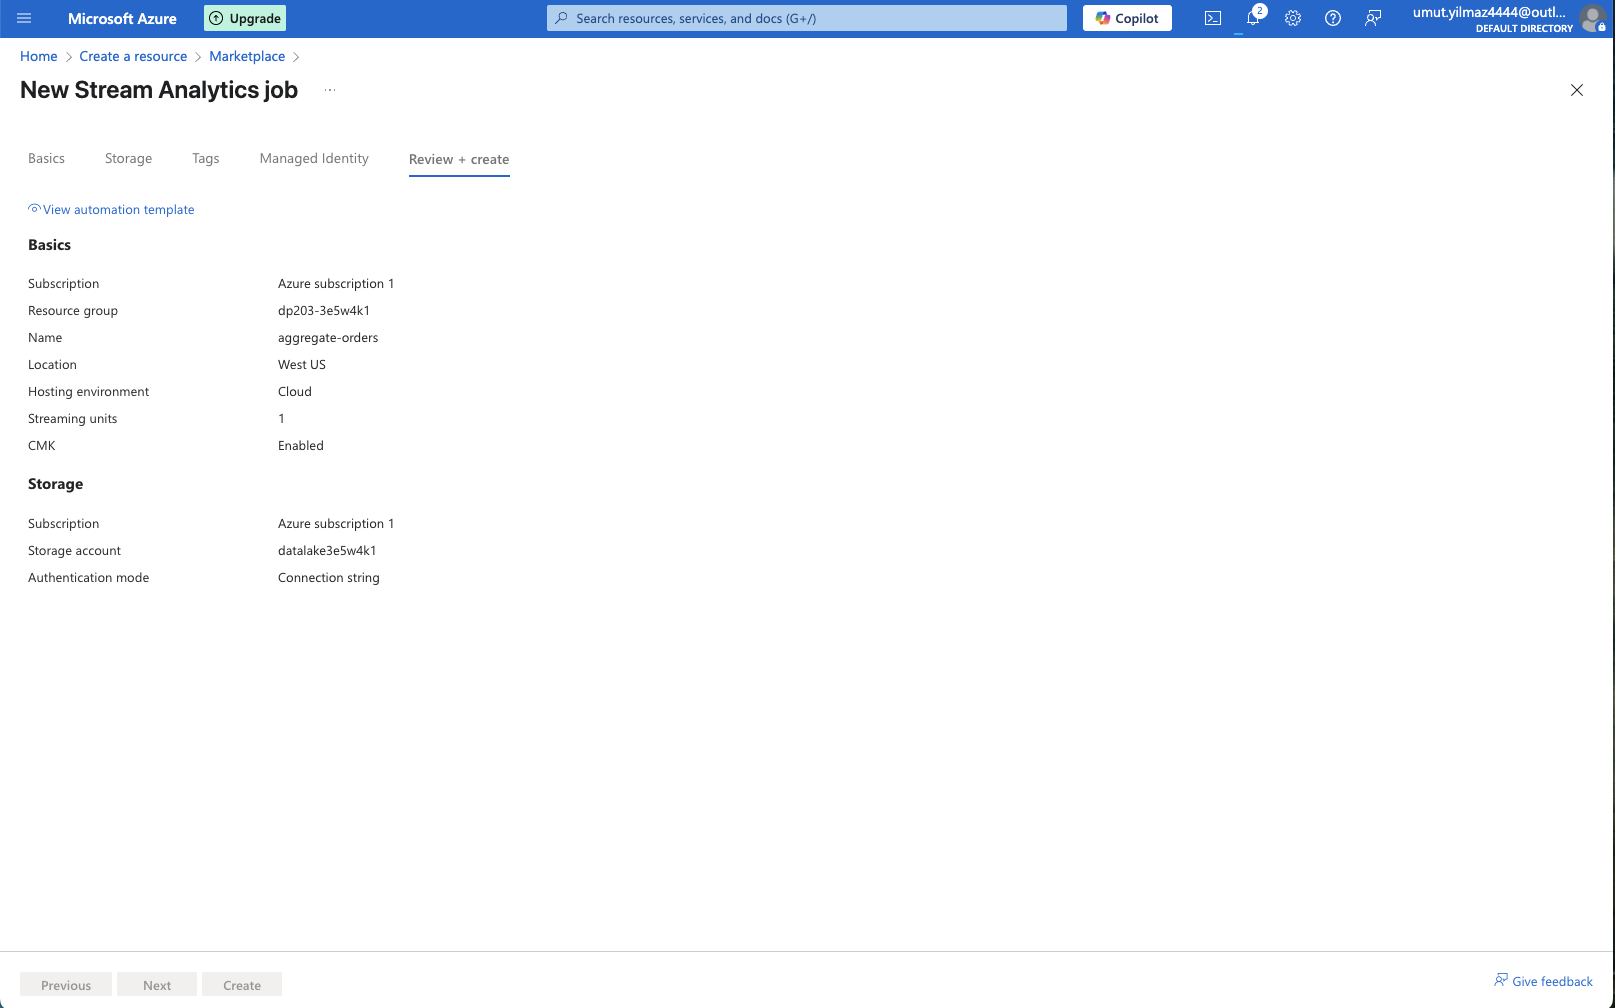 Microsoft Azure
Upgrade
Search resources, services, and docs (G+/)
Copilot
2
umut.yilmaz4444@outl...
DEFAULT DIRECTORY
Home > Create a resource > Marketplace >
New Stream Analytics job ...
Basics Storage Tags Managed Identity Review + create
View automation template
Basics
Subscription Azure subscription 1
Resource group dp203-3e5w4k1
Name aggregate-orders
Location West US
Hosting environment Cloud
Streaming units 1
CMK Enabled
Storage
Subscription Azure subscription 1
Storage account datalake3e5w4k1
Authentication mode Connection string
Previous Next Create
Give feedback